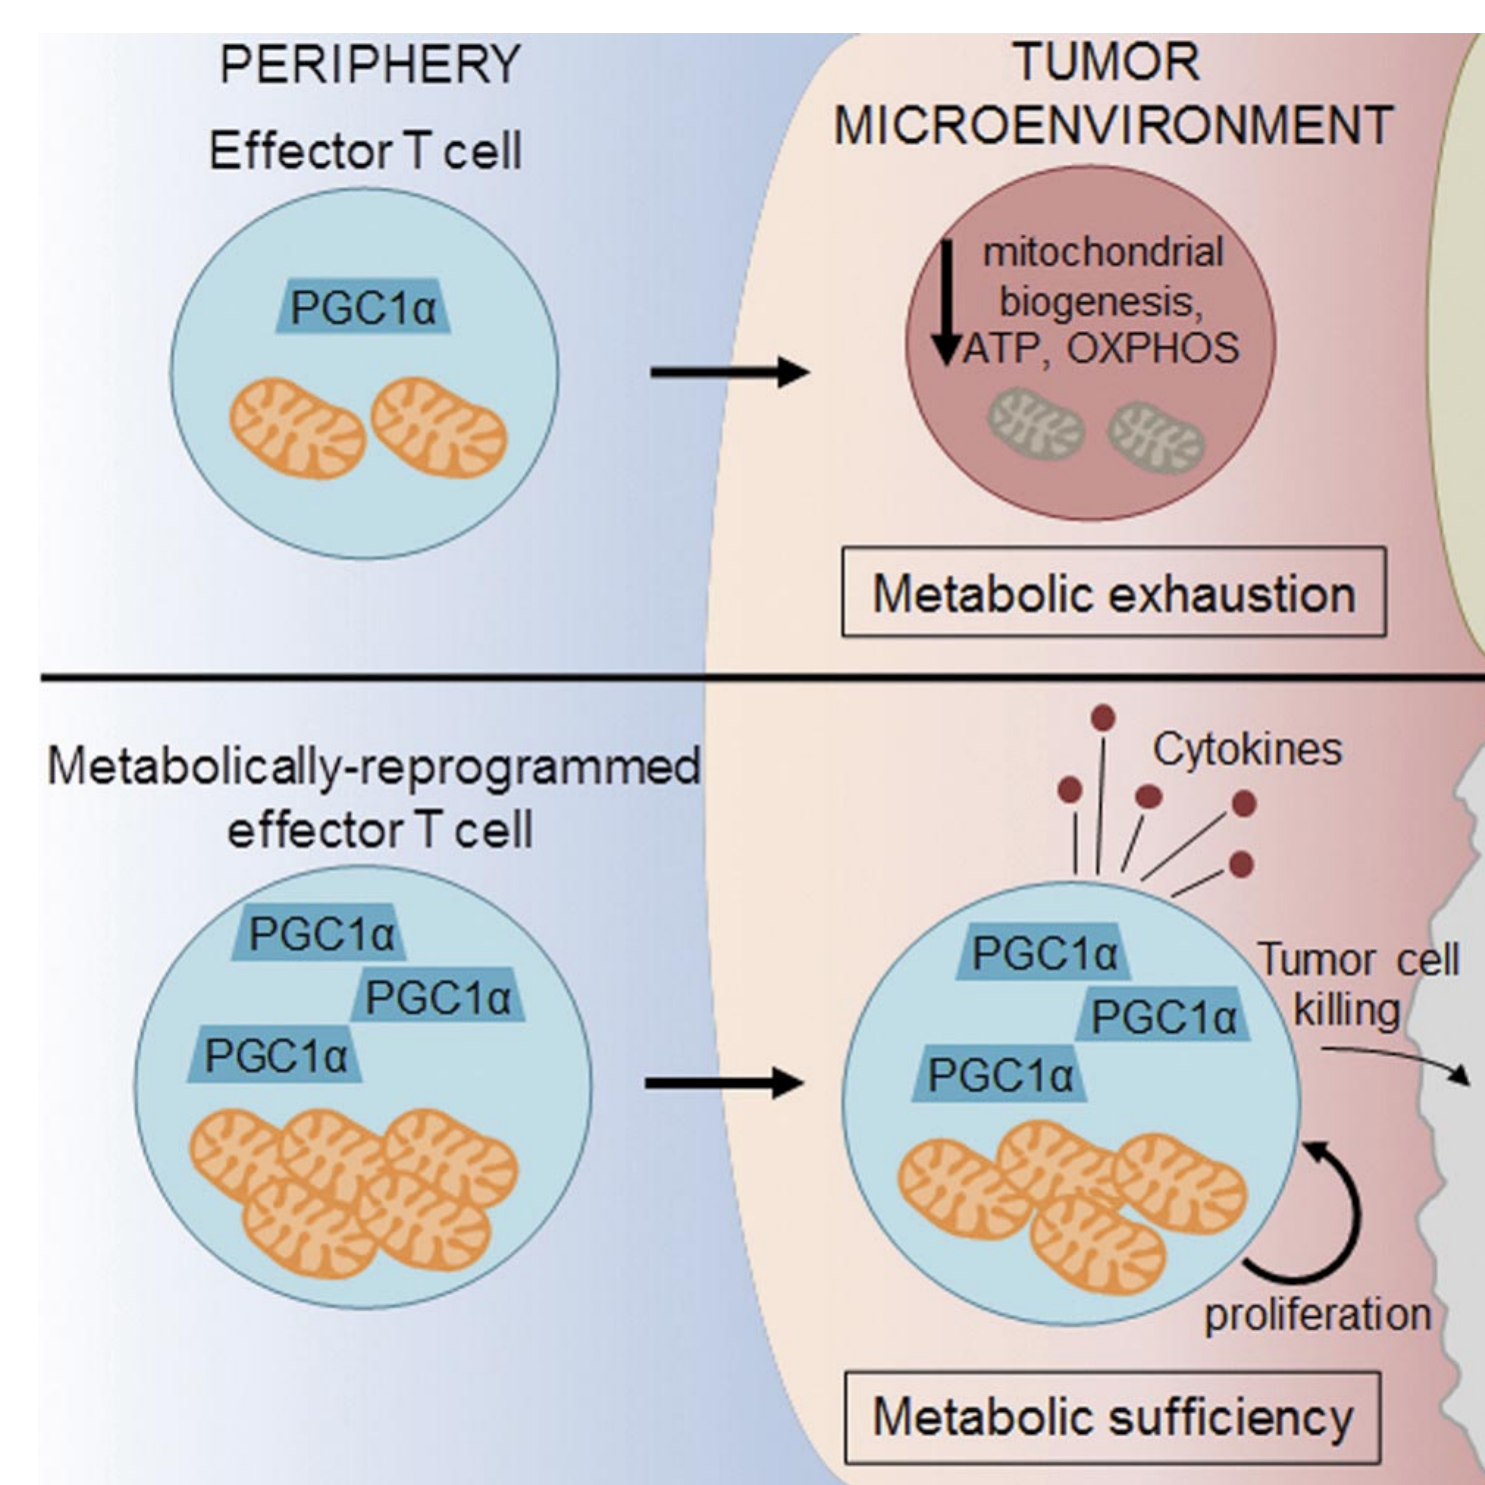 PERIPHERY
Effector T cell
PGC1α
TUMOR
MICROENVIRONMENT
mitochondrial
biogenesis,
ATP, OXPHOS
Metabolic exhaustion
Metabolically-reprogrammed
effector T cell
PGC1α
PGC1α
PGC1α
Cytokines
PGC1α
PGC1α
PGC1α
Tumor cell
killing
proliferation
Metabolic sufficiency